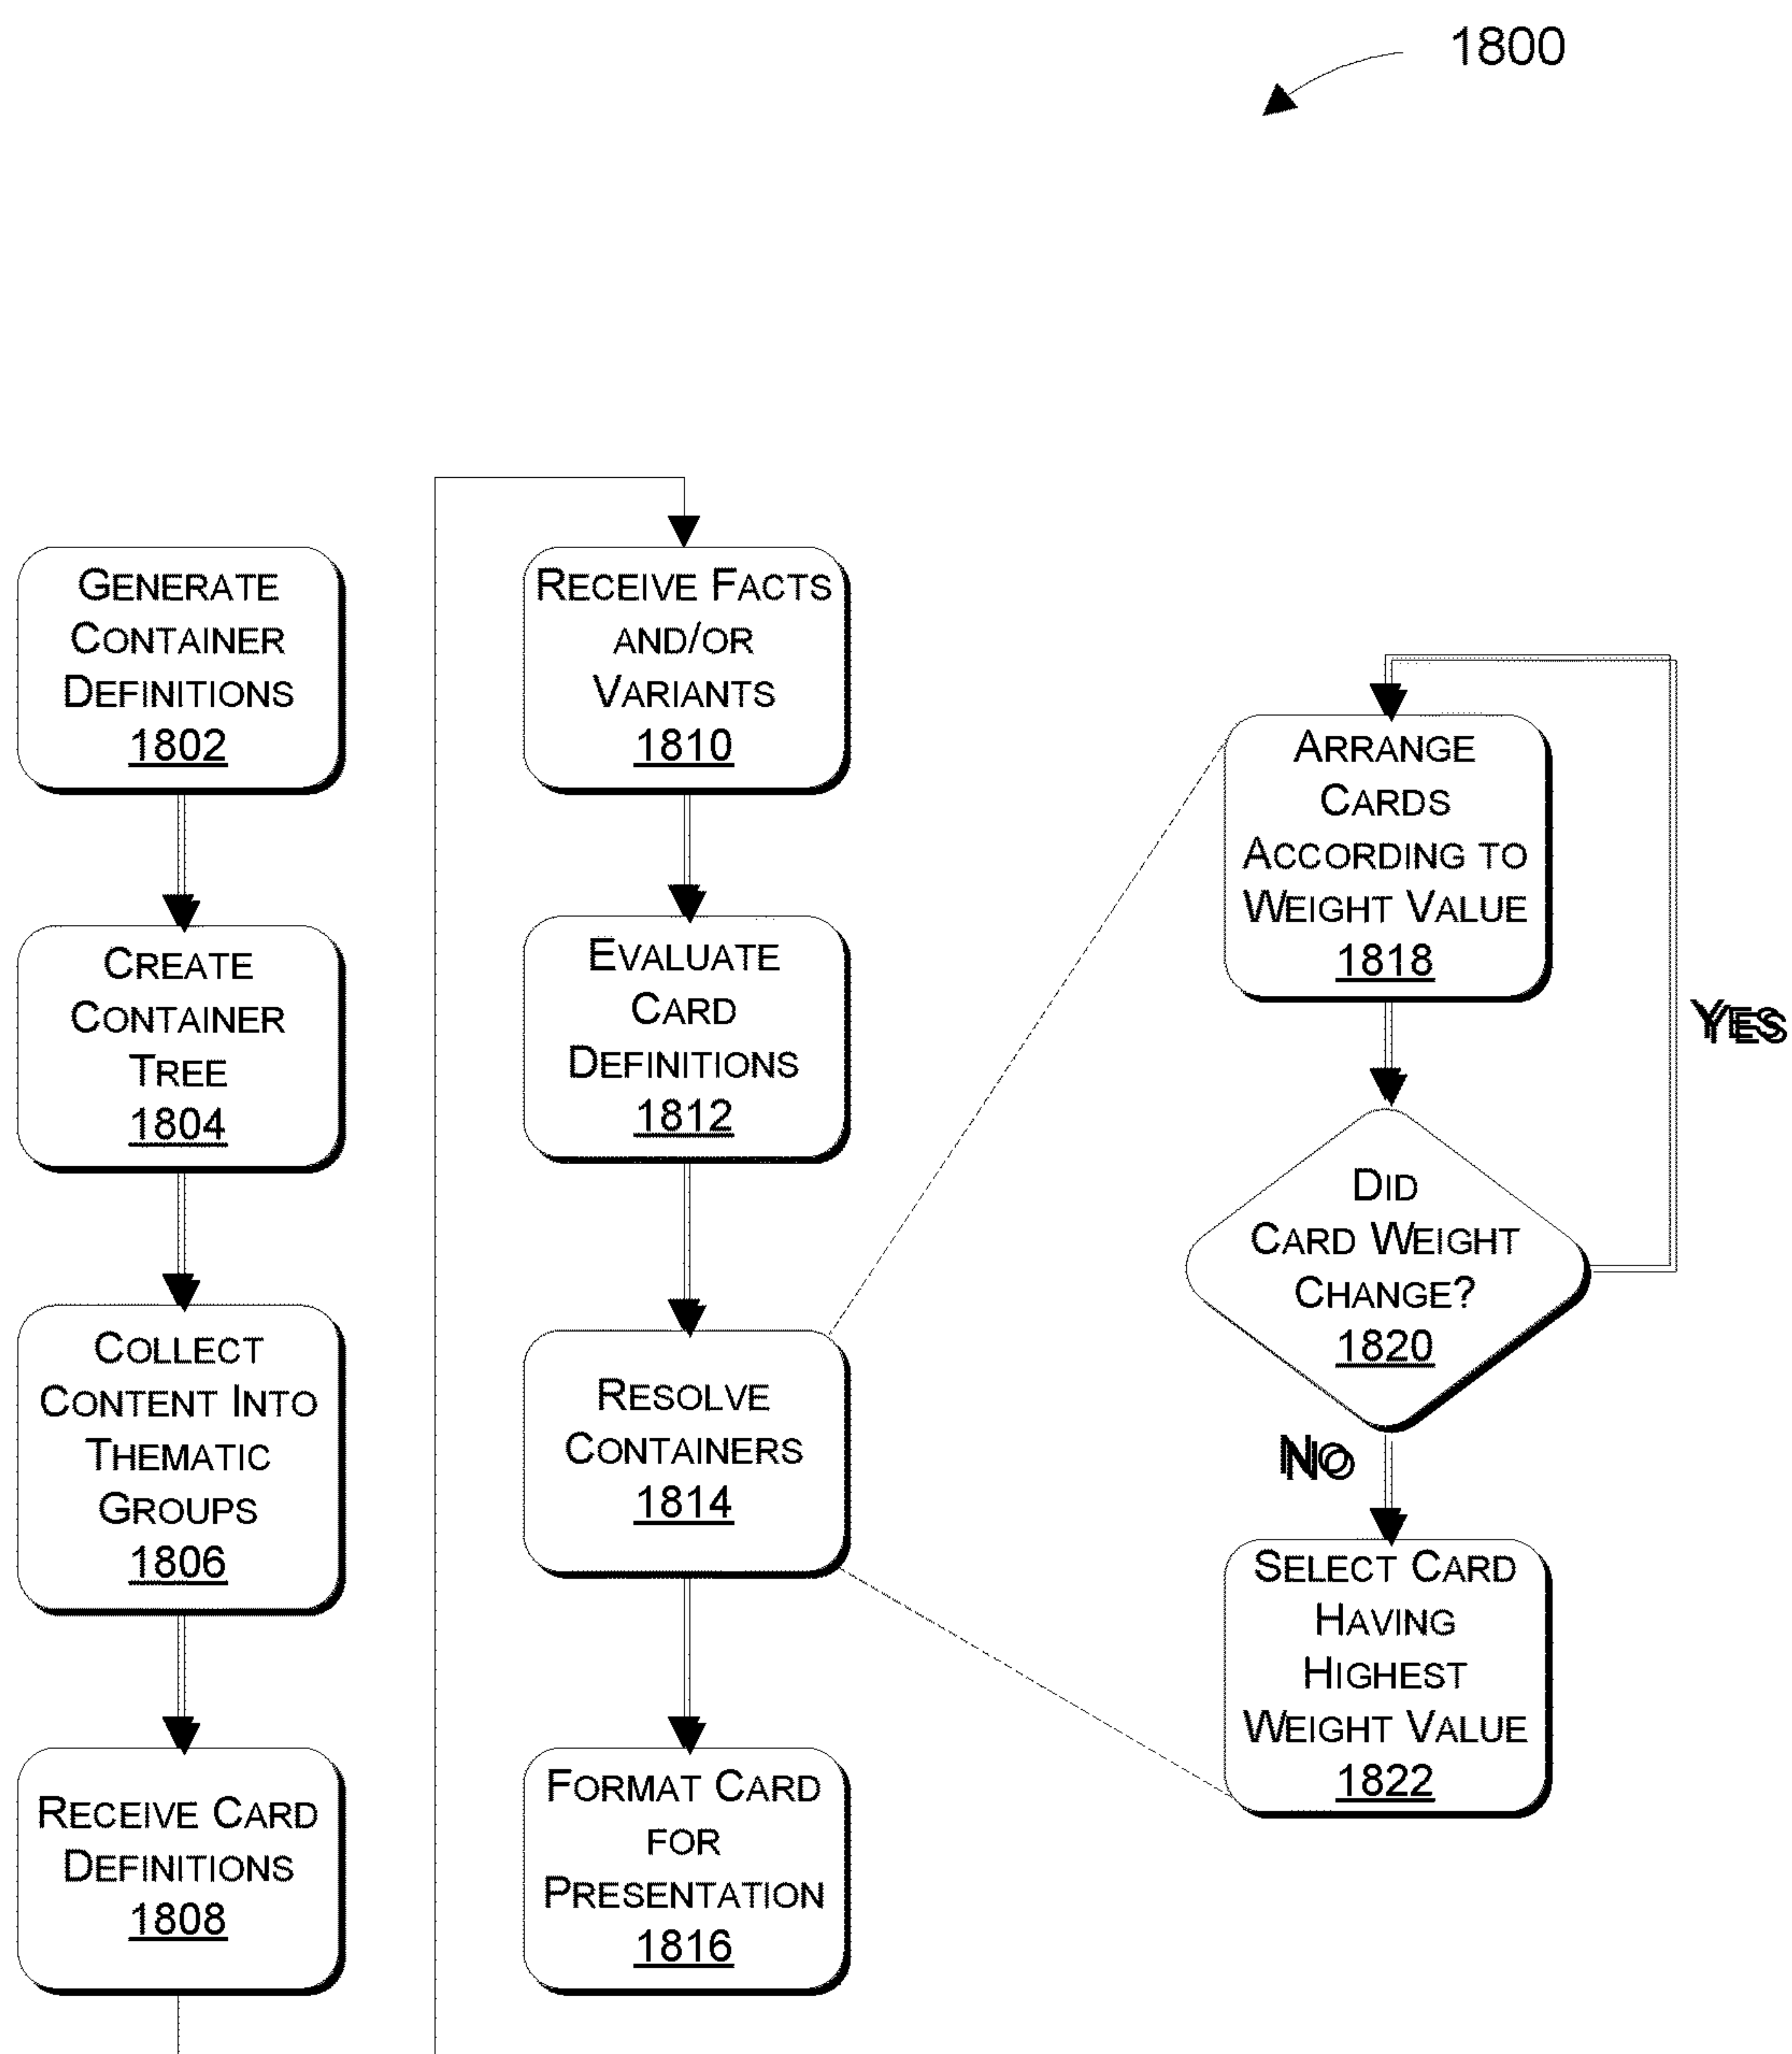 1800
GENERATE
CONTAINER
DEFINITIONS
1802
CREATE
CONTAINER
TREE
1804
COLLECT
CONTENT INTO
THEMATIC
GROUPS
1806
RECEIVE CARD
DEFINITIONS
1808
RECEIVE FACTS
AND/OR
VARIANTS
1810
EVALUATE
CARD
DEFINITIONS
1812
RESOLVE
CONTAINERS
1814
FORMAT CARD
FOR
PRESENTATION
1816
ARRANGE
CARDS
ACCORDING TO
WEIGHT VALUE
1818
YES
DID
CARD WEIGHT
CHANGE?
1820
NO
SELECT CARD
HAVING
HIGHEST
WEIGHT VALUE
1822